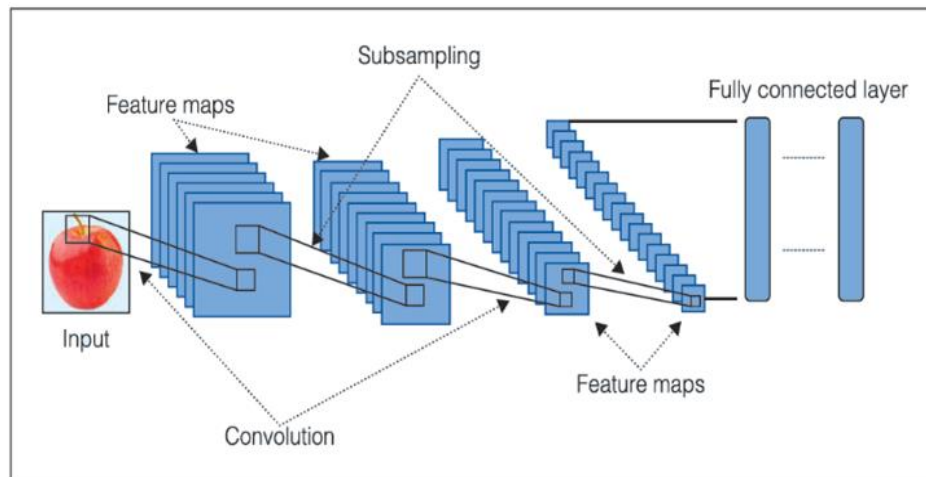 Subsampling
Fully connected layer
Feature maps
Input
Feature maps
Convolution